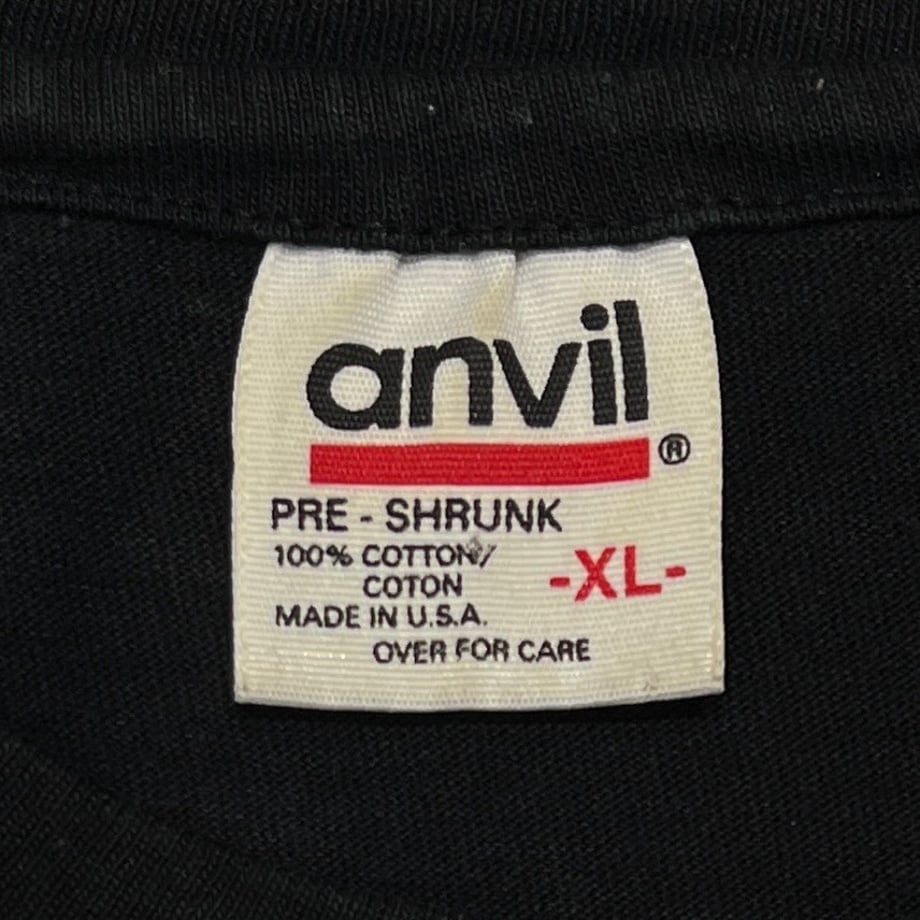 anvil®
PRE - SHRUNK
100% COTTON/
COTON
-XL-
MADE IN U.S.A.
OVER FOR CARE